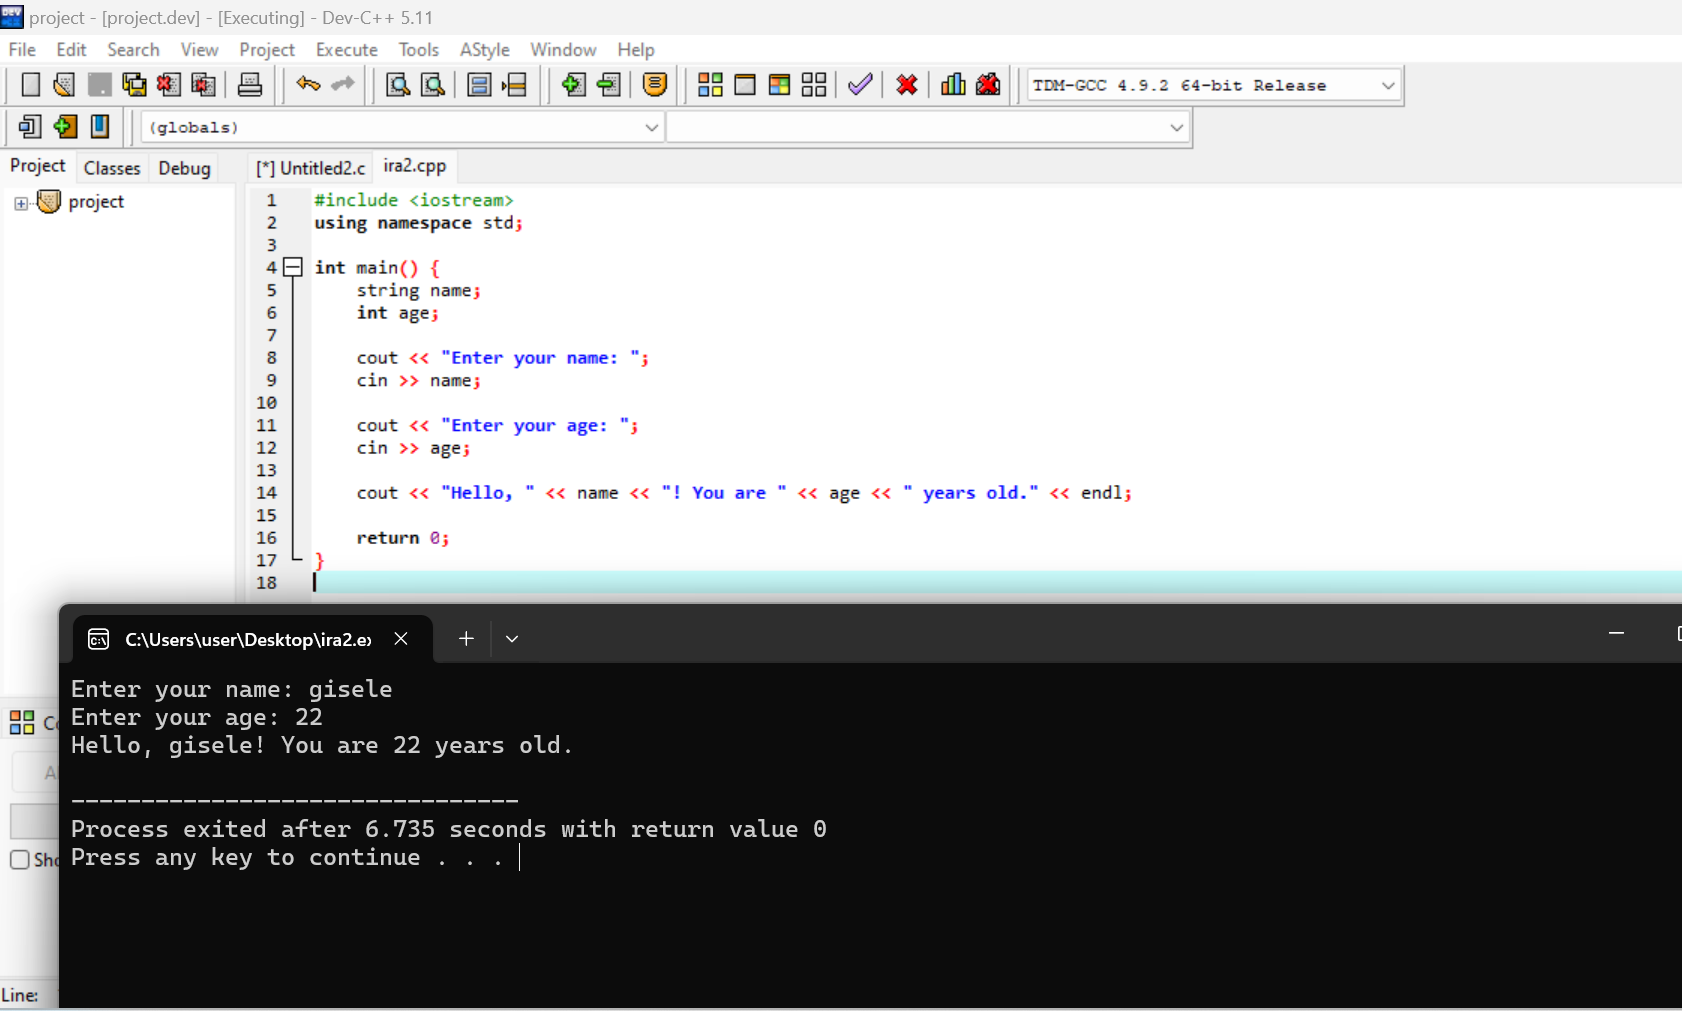 project - [project.dev] - [Executing] - Dev-C++ 5.11
File Edit Search View Project Execute Tools AStyle Window Help
TDM-GCC 4.9.2 64-bit Release
(globals)
Project Classes Debug [*] Untitled2.c ira2.cpp
project
1 #include <iostream>
2 using namespace std;
3
4 int main() {
5 string name;
6 int age;
7
8 cout << "Enter your name: ";
9 cin >> name;
10
11 cout << "Enter your age: ";
12 cin >> age;
13
14 cout << "Hello, " << name << "! You are " << age << " years old." << endl;
15
16 return 0;
17 }
18
C:\Users\user\Desktop\ira2.e
Enter your name: gisele
Enter your age: 22
Hello, gisele! You are 22 years old.
--------------------------------
Process exited after 6.735 seconds with return value 0
Press any key to continue . . .
Line: